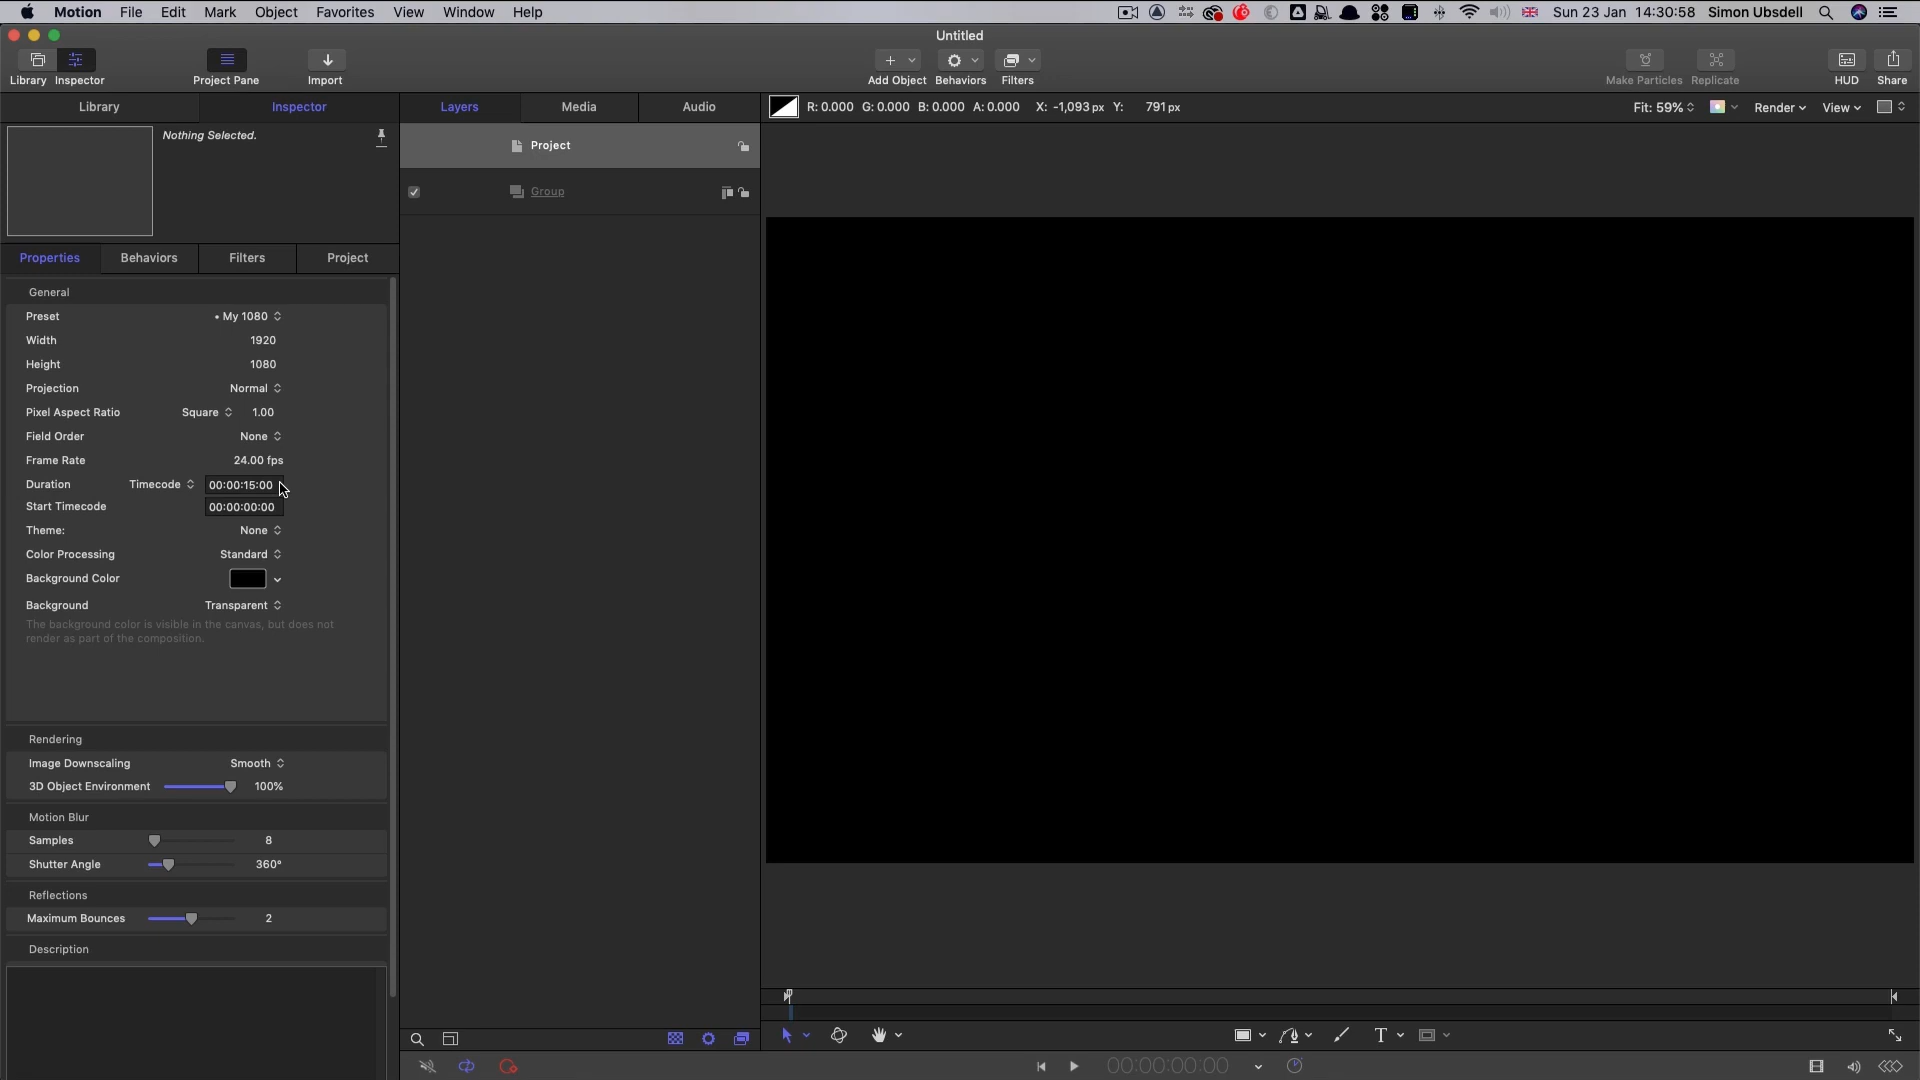 Motion File Edit Mark Object Favorites View Window Help
Sun 23 Jan 14:30:58 Simon Ubsdell
Untitled
Library Inspector Project Pane Import Add Object Behaviors Filters Make Particles Replicate HUD Share
Library Inspector Layers Media Audio
R: 0.000 G: 0.000 B: 0.000 A: 0.000 X: -1,093 px Y: 791 px
Fit: 59% Render View
Nothing Selected.
Project
Group
Properties Behaviors Filters Project
General
Preset • My 1080
Width 1920
Height 1080
Projection Normal
Pixel Aspect Ratio Square 1.00
Field Order None
Frame Rate 24.00 fps
Duration Timecode 00:00:15:00
Start Timecode 00:00:00:00
Theme: None
Color Processing Standard
Background Color
Background Transparent
The background color is visible in the canvas, but does not
render as part of the composition.
Rendering
Image Downscaling Smooth
3D Object Environment 100%
Motion Blur
Samples 8
Shutter Angle 360°
Reflections
Maximum Bounces 2
Description
T
00:00:00:00